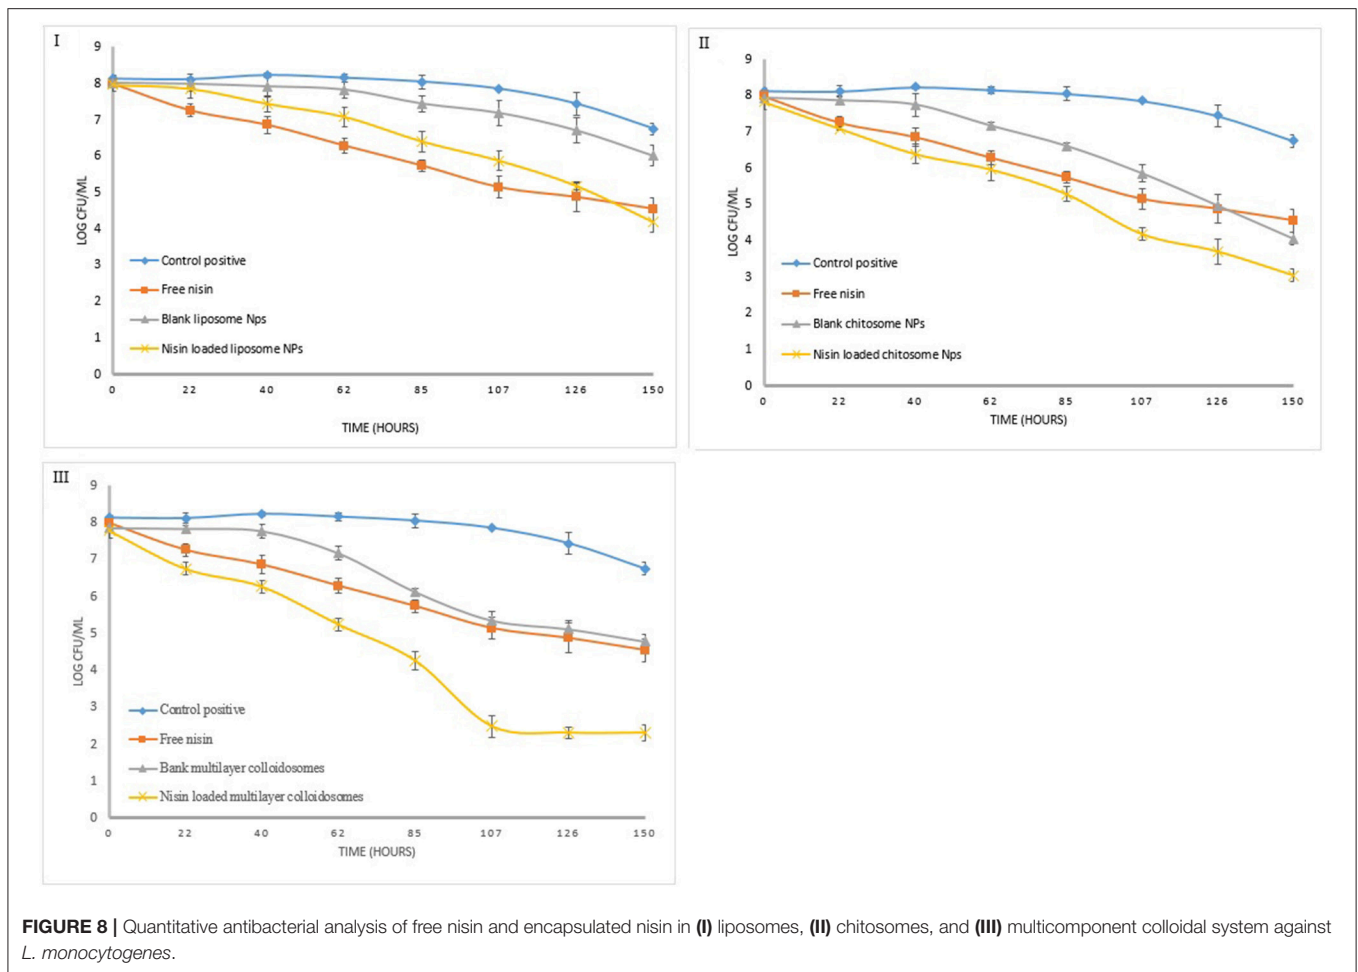 I
9
8
7
6
5
4
3
2
1
0
LOG CFU/ML
Control positive
Free nisin
Blank liposome Nps
Nisin loaded liposome NPs
0 22 40 62 85 107 126 150
TIME (HOURS)
II
9
8
7
6
5
4
3
2
1
0
LOG CFU/ML
Control positive
Free nisin
Blank chitosome NPs
Nisin loaded chitosome Nps
0 22 40 62 85 107 126 150
TIME (HOURS)
III
9
8
7
6
5
4
3
2
1
0
LOG CFU/ML
Control positive
Free nisin
Bank multilayer colloidosomes
Nisin loaded multilayer colloidosomes
0 22 40 62 85 107 126 150
TIME (HOURS)
FIGURE 8 | Quantitative antibacterial analysis of free nisin and encapsulated nisin in (I) liposomes, (II) chitosomes, and (III) multicomponent colloidal system against
L. monocytogenes.